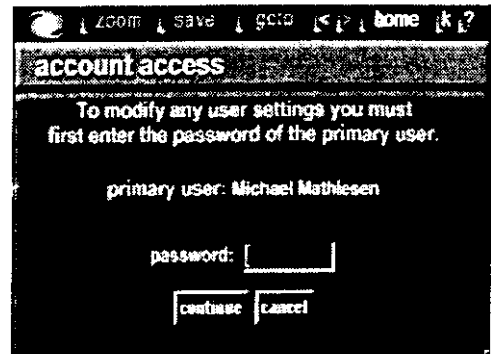 zoom save goto < > home k ?
account access
To modify any user settings you must
first enter the password of the primary user.
primary user: Michael Mathiesen
password:
continue cancel